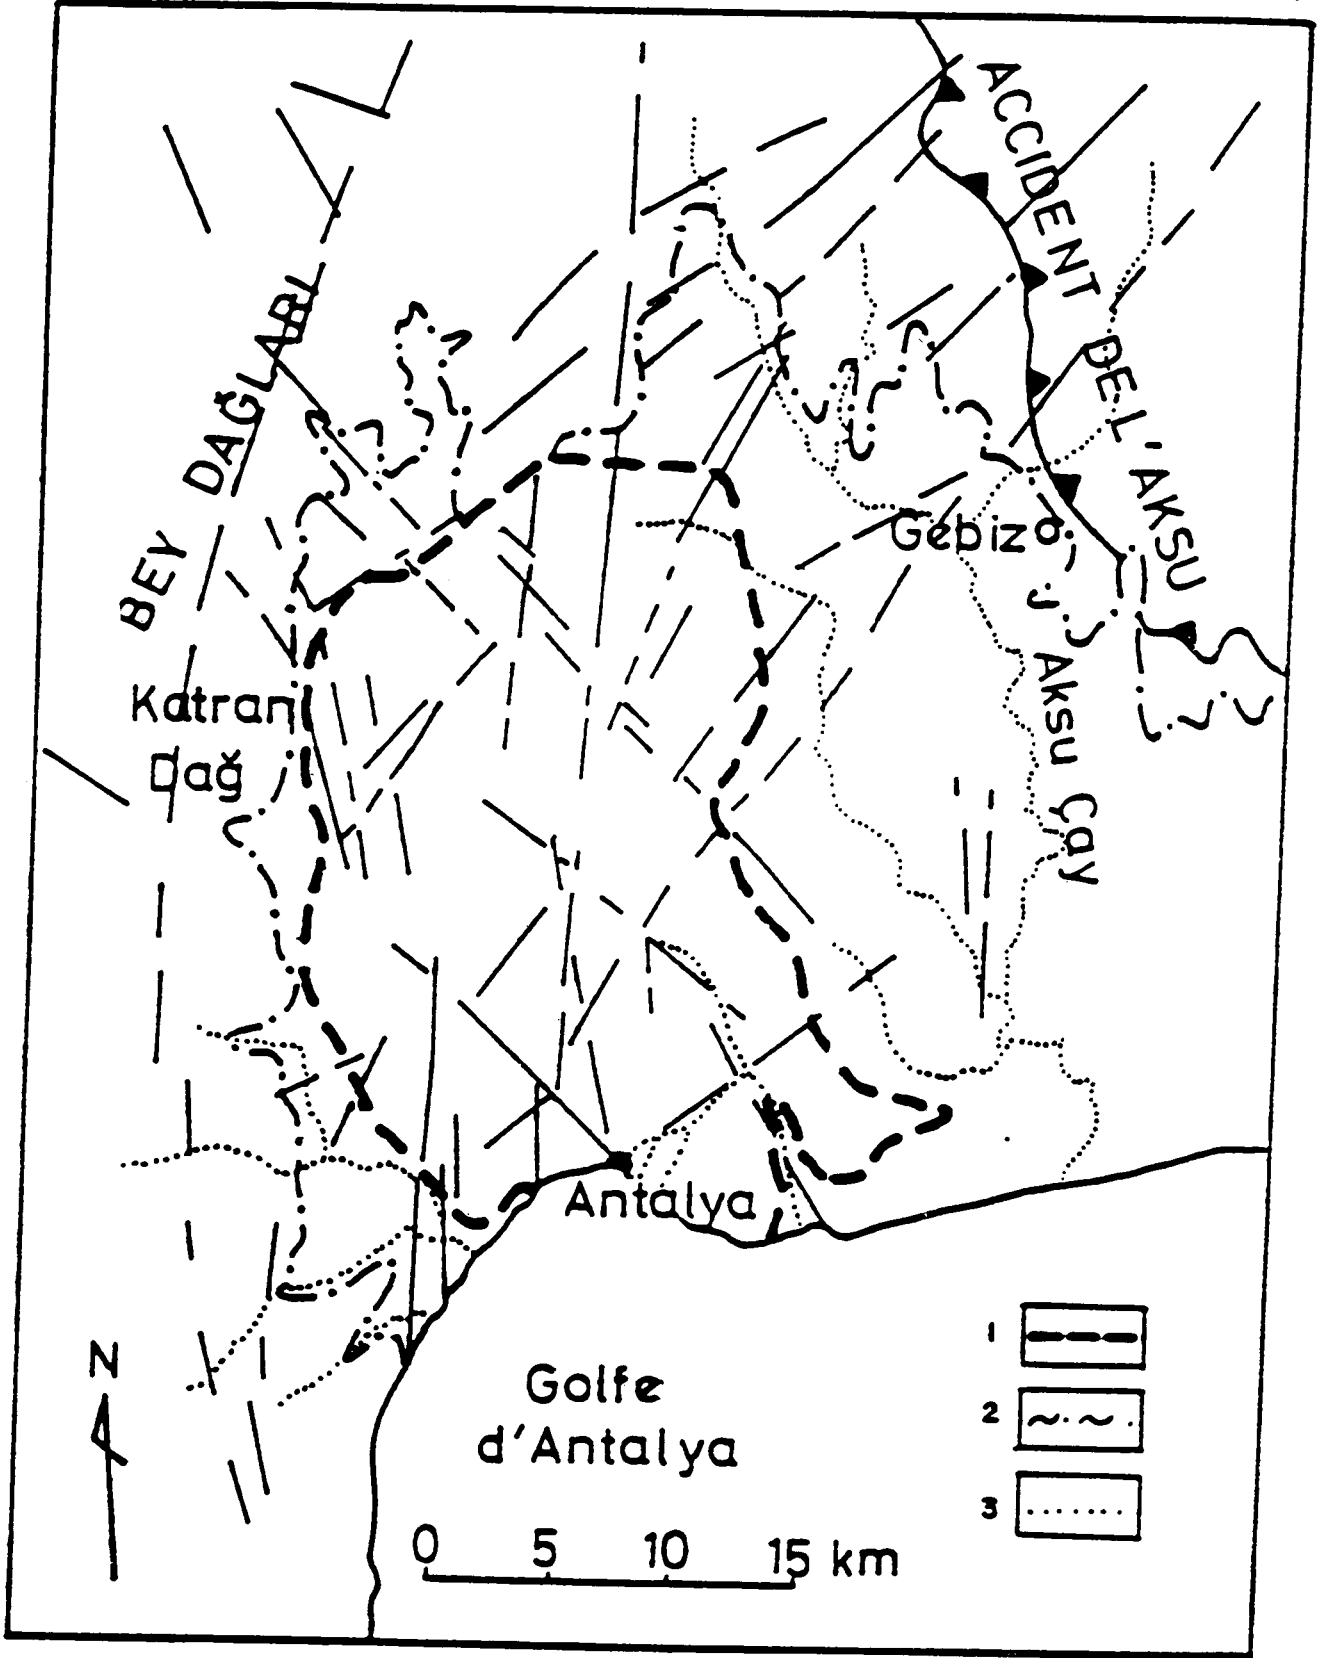 ACCIDENT DE L'AKSU
BEY DAĞLARI
Gebiz
Katran
Dağ
Aksu Çay
Antalya
Golfe
d'Antalya
N
1
2
3
0 5 10 15 km